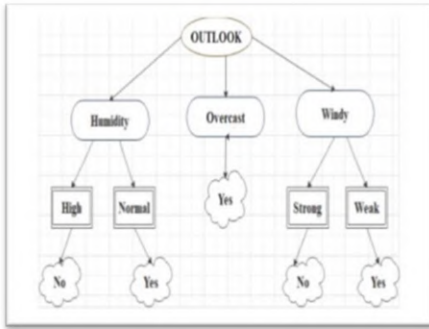 OUTLOOK
Humidity
Overcast
Windy
High
Normal
Yes
Strong
Weak
No
Yes
No
Yes